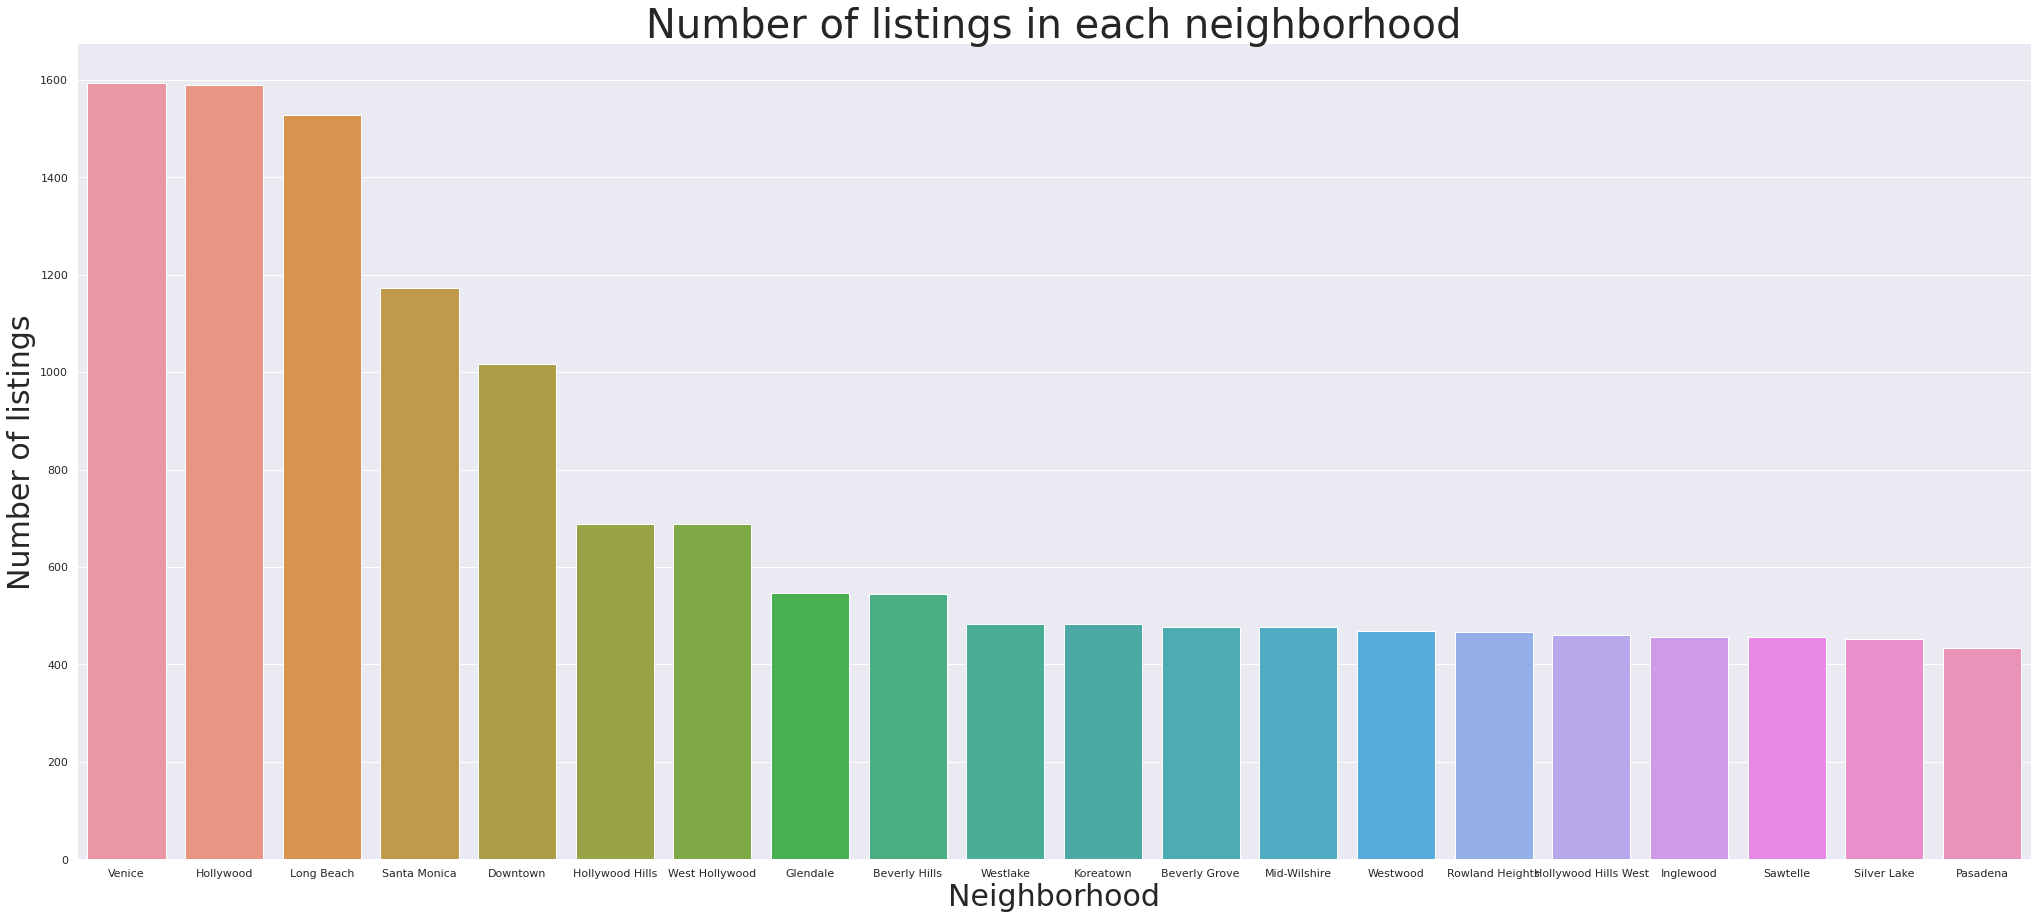 Number of listings in each neighborhood
Number of listings
1600
1400
1200
1000
800
600
400
200
0
Venice Hollywood Long Beach Santa Monica Downtown Hollywood Hills West Hollywood Glendale Beverly Hills Westlake Koreatown Beverly Grove Mid-Wilshire Westwood Rowland Heights Hollywood Hills West Inglewood Sawtelle Silver Lake Pasadena
Neighborhood